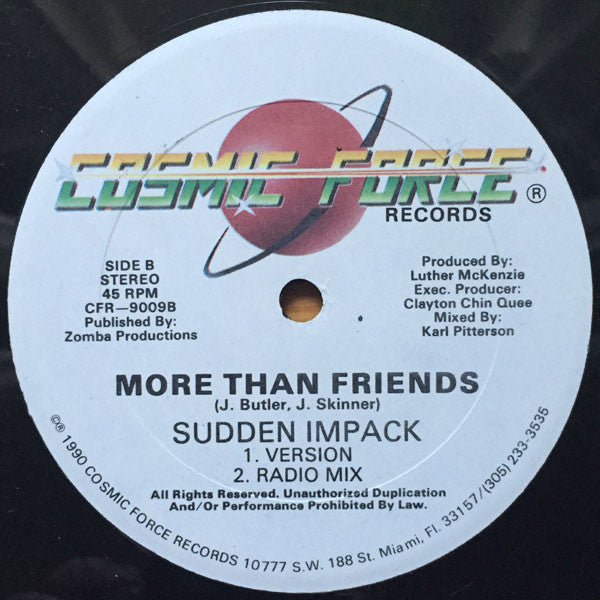 COSMIC FORCE ®
RECORDS
SIDE B
STEREO
45 RPM
CFR—9009B
Published By:
Zomba Productions
Produced By:
Luther McKenzie
Exec. Producer:
Clayton Chin Quee
Mixed By:
Karl Pitterson
MORE THAN FRIENDS
(J. Butler, J. Skinner)
SUDDEN IMPACK
1. VERSION
2. RADIO MIX
All Rights Reserved. Unauthorized Duplication
And/Or Performance Prohibited By Law.
©® 1990 COSMIC FORCE RECORDS 10777 S.W. 188 St. Miami, Fl. 33157/(305) 233-3535